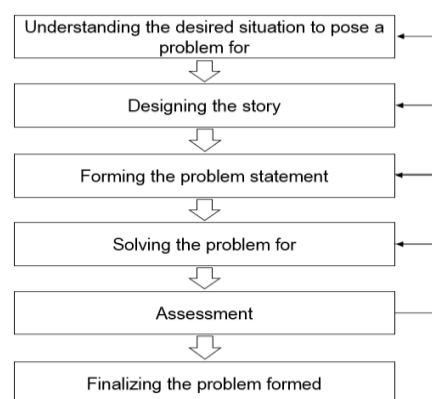 Understanding the desired situation to pose a
problem for
Designing the story
Forming the problem statement
Solving the problem for
Assessment
Finalizing the problem formed